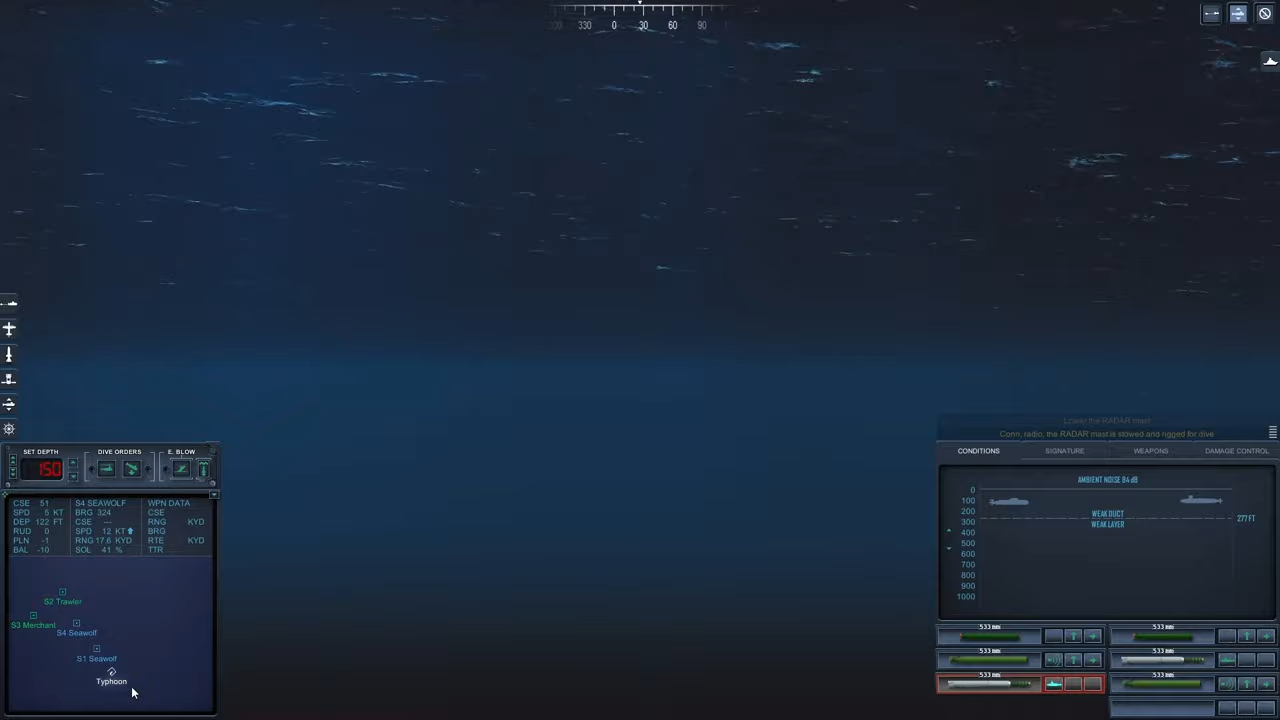 330 0 30 60 90
Lower the RADAR mast
Conn, radio, the RADAR mast is stowed and rigged for dive
SET DEPTH DIVE ORDERS E. BLOW
150
CONDITIONS SIGNATURE WEAPONS DAMAGE CONTROL
CSE 51 S4 SEAWOLF WPN DATA
SPD 5 KT BRG 324 CSE
DEP 122 FT CSE --- RNG KYD
RUD 0 SPD 12 KT BRG
PLN -1 RNG 17.6 KYD RTE KYD
BAL -10 SOL 41 % TTR
AMBIENT NOISE 84 dB
0
100
200
WEAK DUCT
300
277 FT
WEAK LAYER
400
500
600
700
800
900
1000
S2 Trawler
S3 Merchant
S4 Seawolf
S1 Seawolf
Typhoon
533 mm 533 mm
533 mm 533 mm
533 mm 533 mm